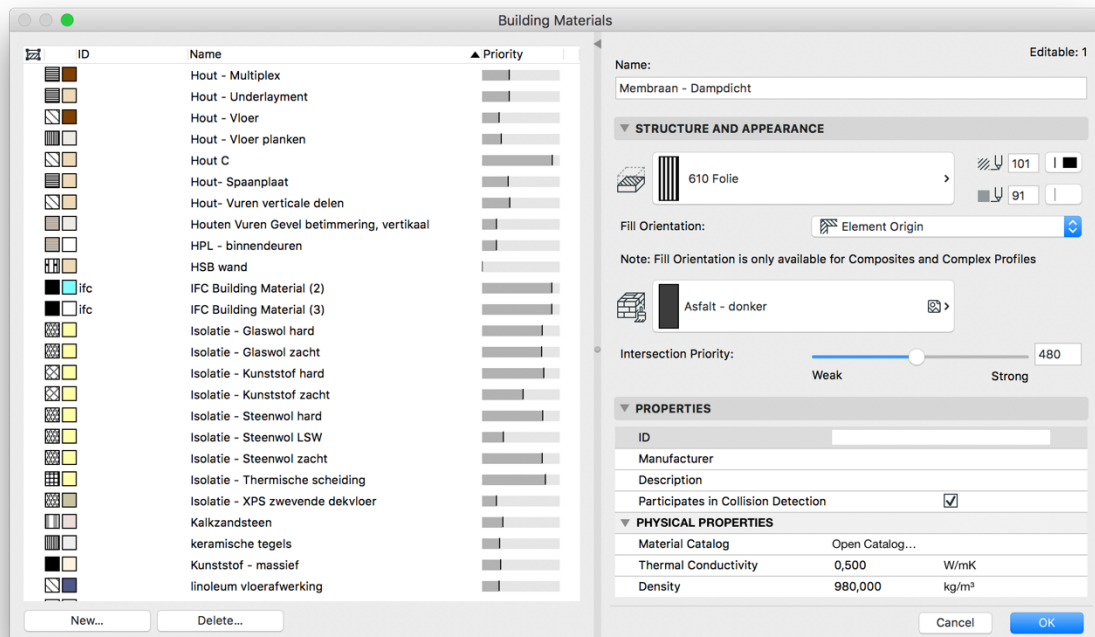 Building Materials
ID Name Priority
Hout - Multiplex
Hout - Underlayment
Hout - Vloer
Hout - Vloer planken
Hout C
Hout- Spaanplaat
Hout- Vuren verticale delen
Houten Vuren Gevel betimmering, vertikaal
HPL - binnendeuren
HSB wand
ifc IFC Building Material (2)
ifc IFC Building Material (3)
Isolatie - Glaswol hard
Isolatie - Glaswol zacht
Isolatie - Kunststof hard
Isolatie - Kunststof zacht
Isolatie - Steenwol hard
Isolatie - Steenwol LSW
Isolatie - Steenwol zacht
Isolatie - Thermische scheiding
Isolatie - XPS zwevende dekvloer
Kalkzandsteen
keramische tegels
Kunststof - massief
linoleum vloerafwerking
New...
Delete...
Editable: 1
Name:
Membraan - Dampdicht
STRUCTURE AND APPEARANCE
610 Folie
101
91
Fill Orientation: Element Origin
Note: Fill Orientation is only available for Composites and Complex Profiles
Asfalt - donker
Intersection Priority: 480
Weak Strong
PROPERTIES
ID
Manufacturer
Description
Participates in Collision Detection
PHYSICAL PROPERTIES
Material Catalog Open Catalog...
Thermal Conductivity 0,500 W/mK
Density 980,000 kg/m³
Cancel OK